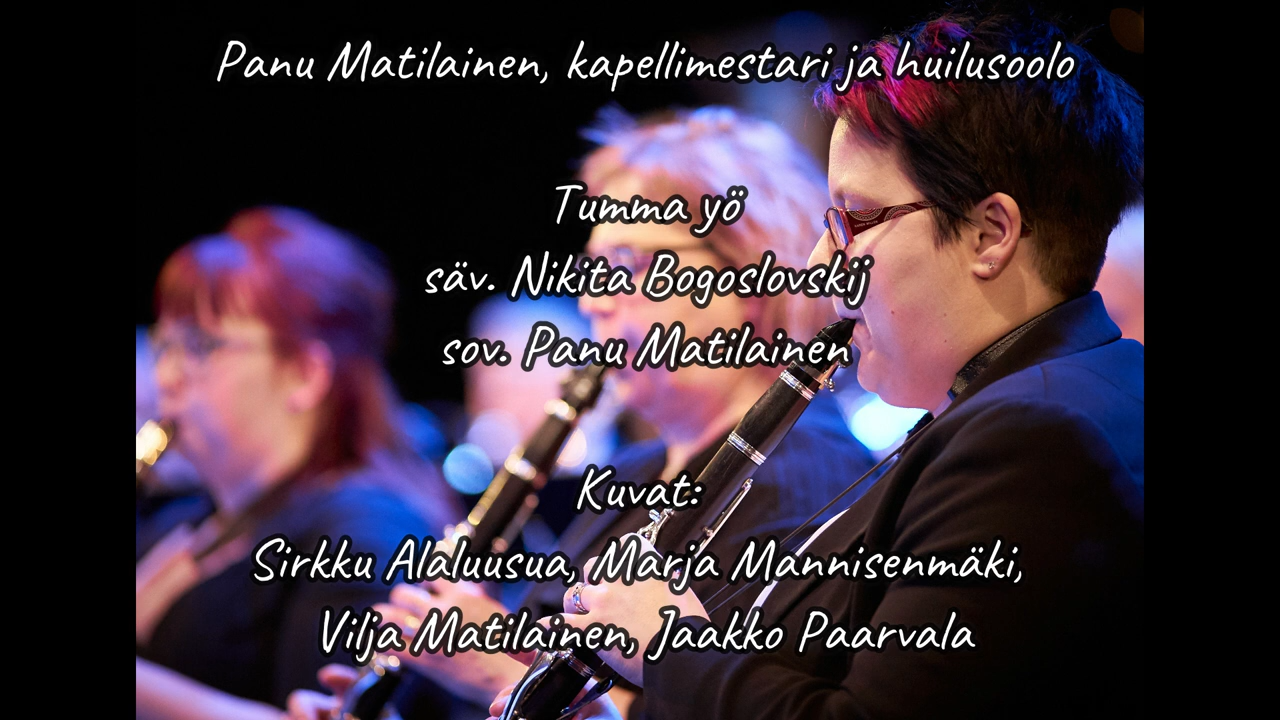 Panu Matilainen, kapellimestari ja huilusoolo
Tumma yö
säv. Nikita Bogoslovskij
sov. Panu Matilainen
Kuvat:
Sirkku Alaluusua, Marja Mannisenmäki,
Vilja Matilainen, Jaakko Paarvala